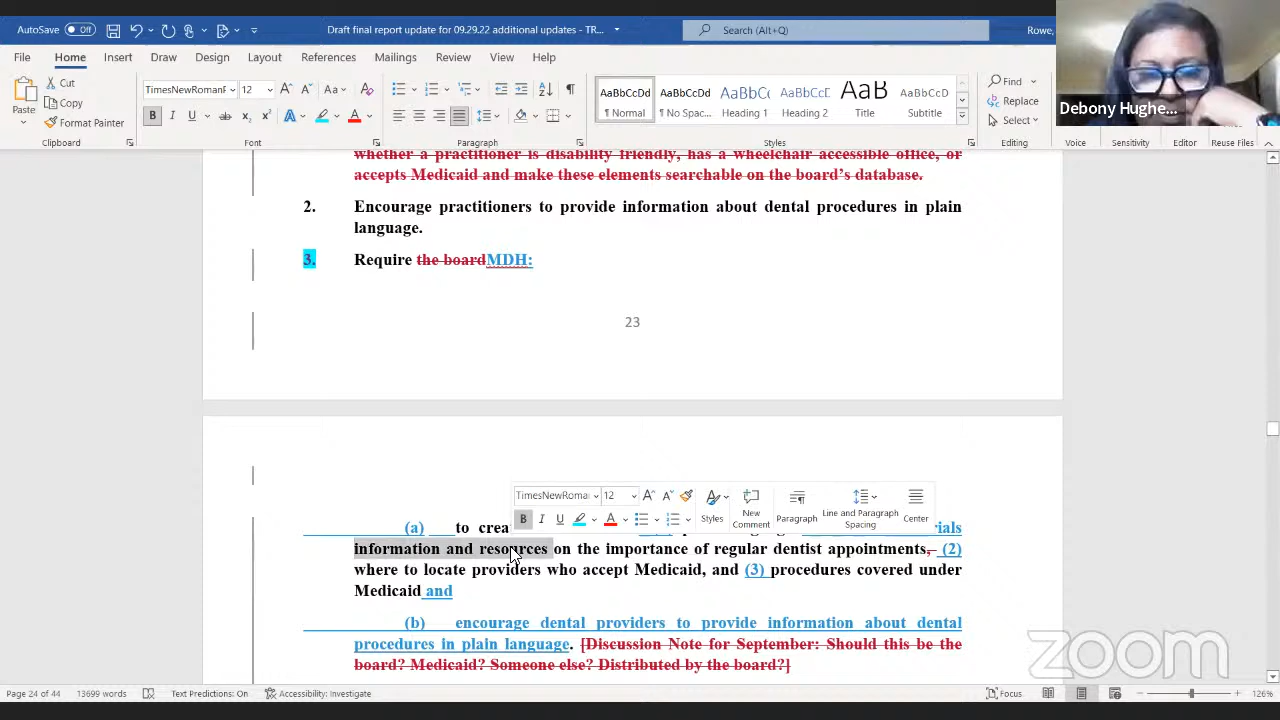 AutoSave Off Draft final report update for 09.29.22 additional updates - TR... Search (Alt+Q) Rowe,
File Home Insert Draw Design Layout References Mailings Review View Help
Paste Cut Copy Format Painter
TimesNewRomanF 12 Aa
B I U ab x₂ x² A A
AaBbCcDd AaBbCcDd AaBbCc AaBbCcE AaB AaBbCcD
¶ Normal ¶ No Spac... Heading 1 Heading 2 Title Subtitle
Find Replace Select
Clipboard Font Paragraph Styles Editing Voice Sensitivity Editor Reuse Files
Debony Hughe...
whether a practitioner is disability friendly, has a wheelchair accessible office, or
accepts Medicaid and make these elements searchable on the board's database.
2. Encourage practitioners to provide information about dental procedures in plain
language.
3. Require the boardMDH:
23
TimesNewRoma 12
B I U A Styles New Comment Paragraph Line and Paragraph Spacing Center
(a) to crea rials
information and resources on the importance of regular dentist appointments, (2)
where to locate providers who accept Medicaid, and (3) procedures covered under
Medicaid and
(b) encourage dental providers to provide information about dental
procedures in plain language. [Discussion Note for September: Should this be the
board? Medicaid? Someone else? Distributed by the board?]
zoom
Page 24 of 44 13699 words Text Predictions: On Accessibility: Investigate Focus 126%